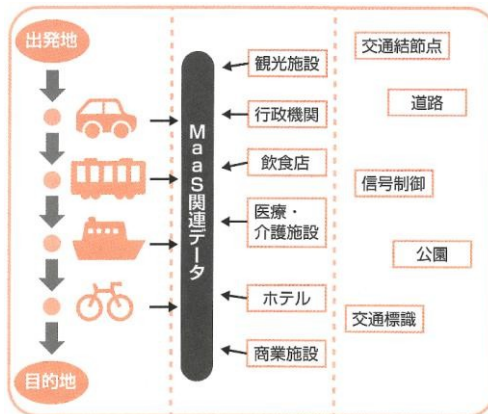 出発地
目的地
MaaS関連データ
観光施設
行政機関
飲食店
医療・
介護施設
ホテル
商業施設
交通結節点
道路
信号制御
公園
交通標識